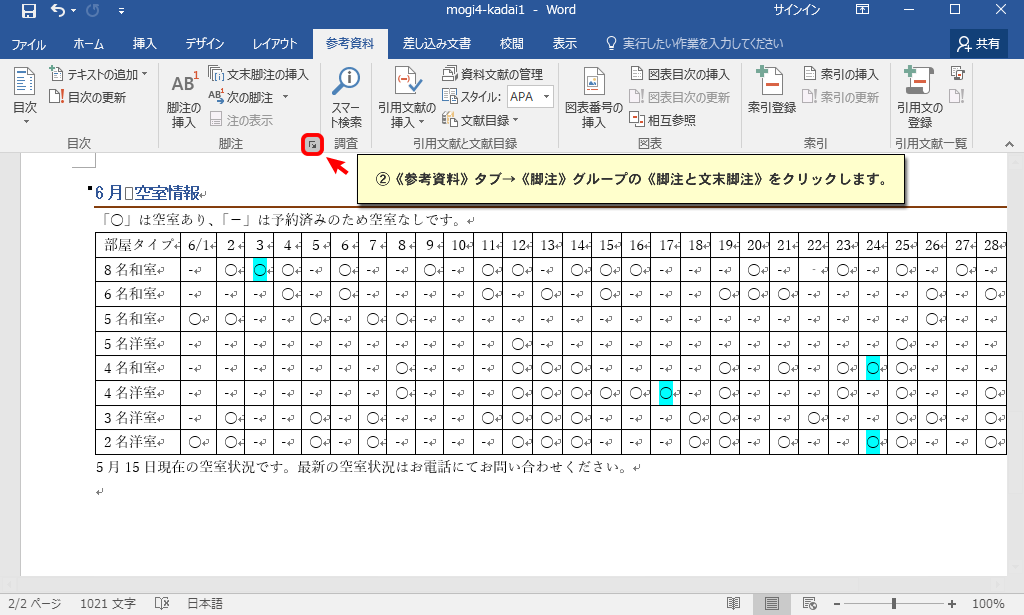 mogi4-kadai1 - Word
サインイン
ファイル ホーム 挿入 デザイン レイアウト 参考資料 差し込み文書 校閲 表示 実行したい作業を入力してください 共有
目次 テキストの追加 目次の更新
目次
AB1 脚注の挿入 文末脚注の挿入 AB1 次の脚注 注の表示
脚注
スマート検索
調査
引用文献の挿入 資料文献の管理 スタイル: APA 文献目録
引用文献と文献目録
図表番号の挿入 図表目次の挿入 図表目次の更新 相互参照
図表
索引登録 索引の挿入 索引の更新
索引
引用文の登録
引用文献一覧
②《参考資料》タブ→《脚注》グループの《脚注と文末脚注》をクリックします。
6月□空室情報
「○」は空室あり、「－」は予約済みのため空室なしです。
部屋タイプ 6/1 2 3 4 5 6 7 8 9 10 11 12 13 14 15 16 17 18 19 20 21 22 23 24 25 26 27 28
8名和室 - ○ ○ ○ - ○ - - ○ - ○ ○ - ○ ○ ○ - - - ○ - - ○ - ○ - ○ -
6名和室 - - - ○ - ○ - - - - ○ - ○ - ○ - - - ○ ○ ○ - - - - ○ - ○
5名和室 ○ ○ - - ○ - ○ ○ - - - - - - - - - - - - - - - - - ○ - -
5名洋室 - - - - - - - - - - - ○ - - - - - - - - - - - - ○ - - -
4名和室 - - - - - - - ○ - - - ○ ○ ○ - - - - ○ - ○ - ○ ○ ○ - - -
4名洋室 - - - - - - - ○ - - - ○ ○ ○ ○ ○ ○ - ○ - - - ○ - ○ - - ○
3名洋室 - ○ - - ○ - ○ - - - ○ ○ ○ ○ - - - ○ ○ - - ○ - - ○ ○ - ○
2名洋室 ○ ○ - - ○ - ○ - - - - ○ ○ ○ - - - ○ ○ - ○ - - ○ ○ - - ○
5月15日現在の空室状況です。最新の空室状況はお電話にてお問い合わせください。
2/2 ページ 1021 文字 日本語 100%